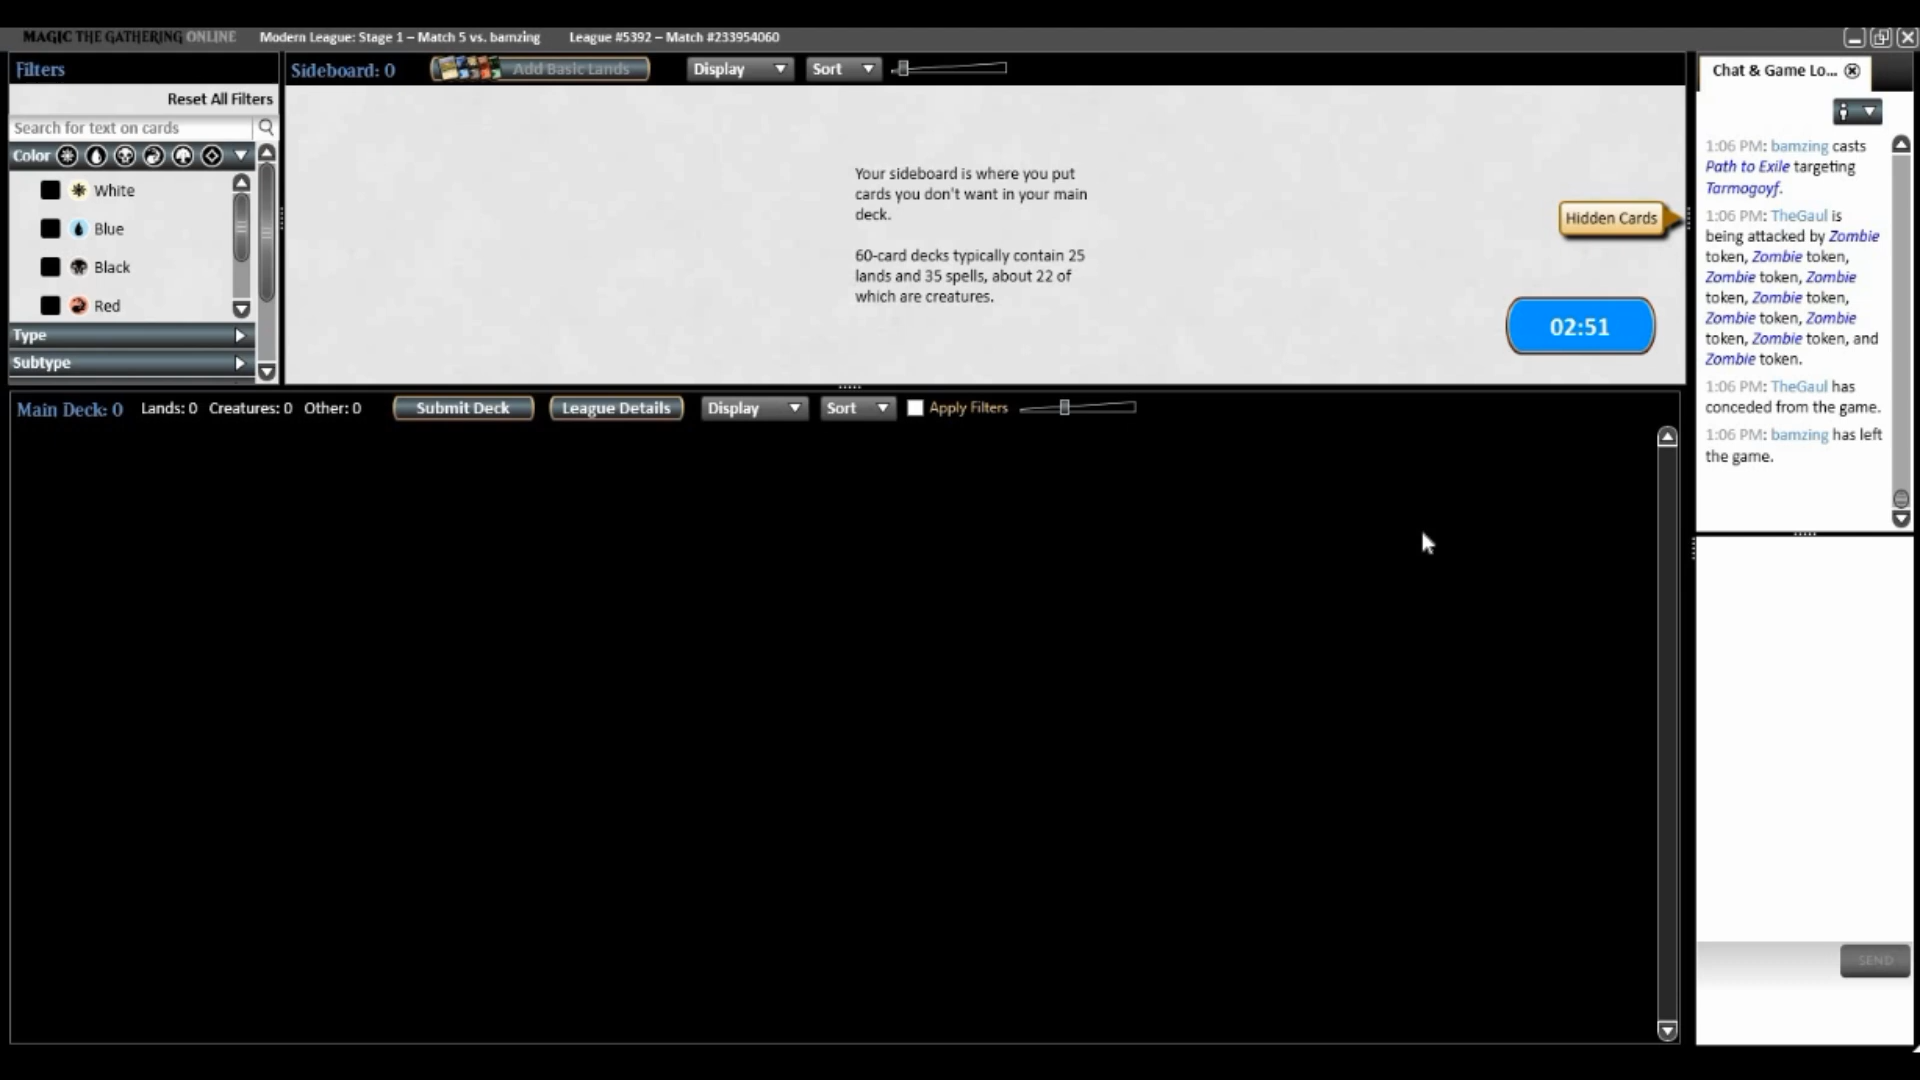 MAGIC THE GATHERING ONLINE Modern League: Stage 1 – Match 5 vs. bamzing League #5392 – Match #233954060
Filters
Reset All Filters
Search for text on cards
Color
White
Blue
Black
Red
Type
Subtype
Sideboard: 0 Add Basic Lands Display Sort
Your sideboard is where you put
cards you don't want in your main
deck.
60-card decks typically contain 25
lands and 35 spells, about 22 of
which are creatures.
Hidden Cards
02:51
Main Deck: 0 Lands: 0 Creatures: 0 Other: 0 Submit Deck League Details Display Sort Apply Filters
Chat & Game Lo...
1:06 PM: bamzing casts
Path to Exile targeting
Tarmogoyf.
1:06 PM: TheGaul is
being attacked by Zombie
token, Zombie token,
Zombie token, Zombie
token, Zombie token,
Zombie token, Zombie
token, Zombie token, and
Zombie token.
1:06 PM: TheGaul has
conceded from the game.
1:06 PM: bamzing has left
the game.
SEND